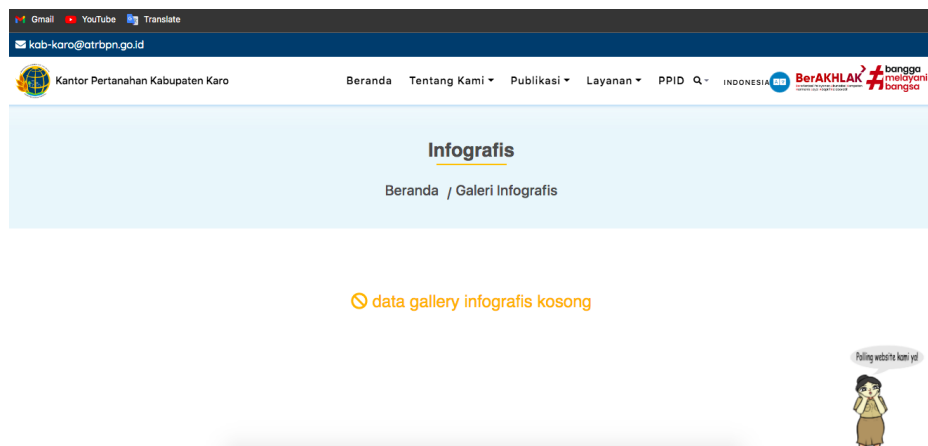 Gmail YouTube Translate
kab-karo@atrbpn.go.id
Kantor Pertanahan Kabupaten Karo Beranda Tentang Kami Publikasi Layanan PPID INDONESIA BerAKHLAK #bangga melayani bangsa
Infografis
Beranda / Galeri Infografis
data gallery infografis kosong
Polling website kami ya!